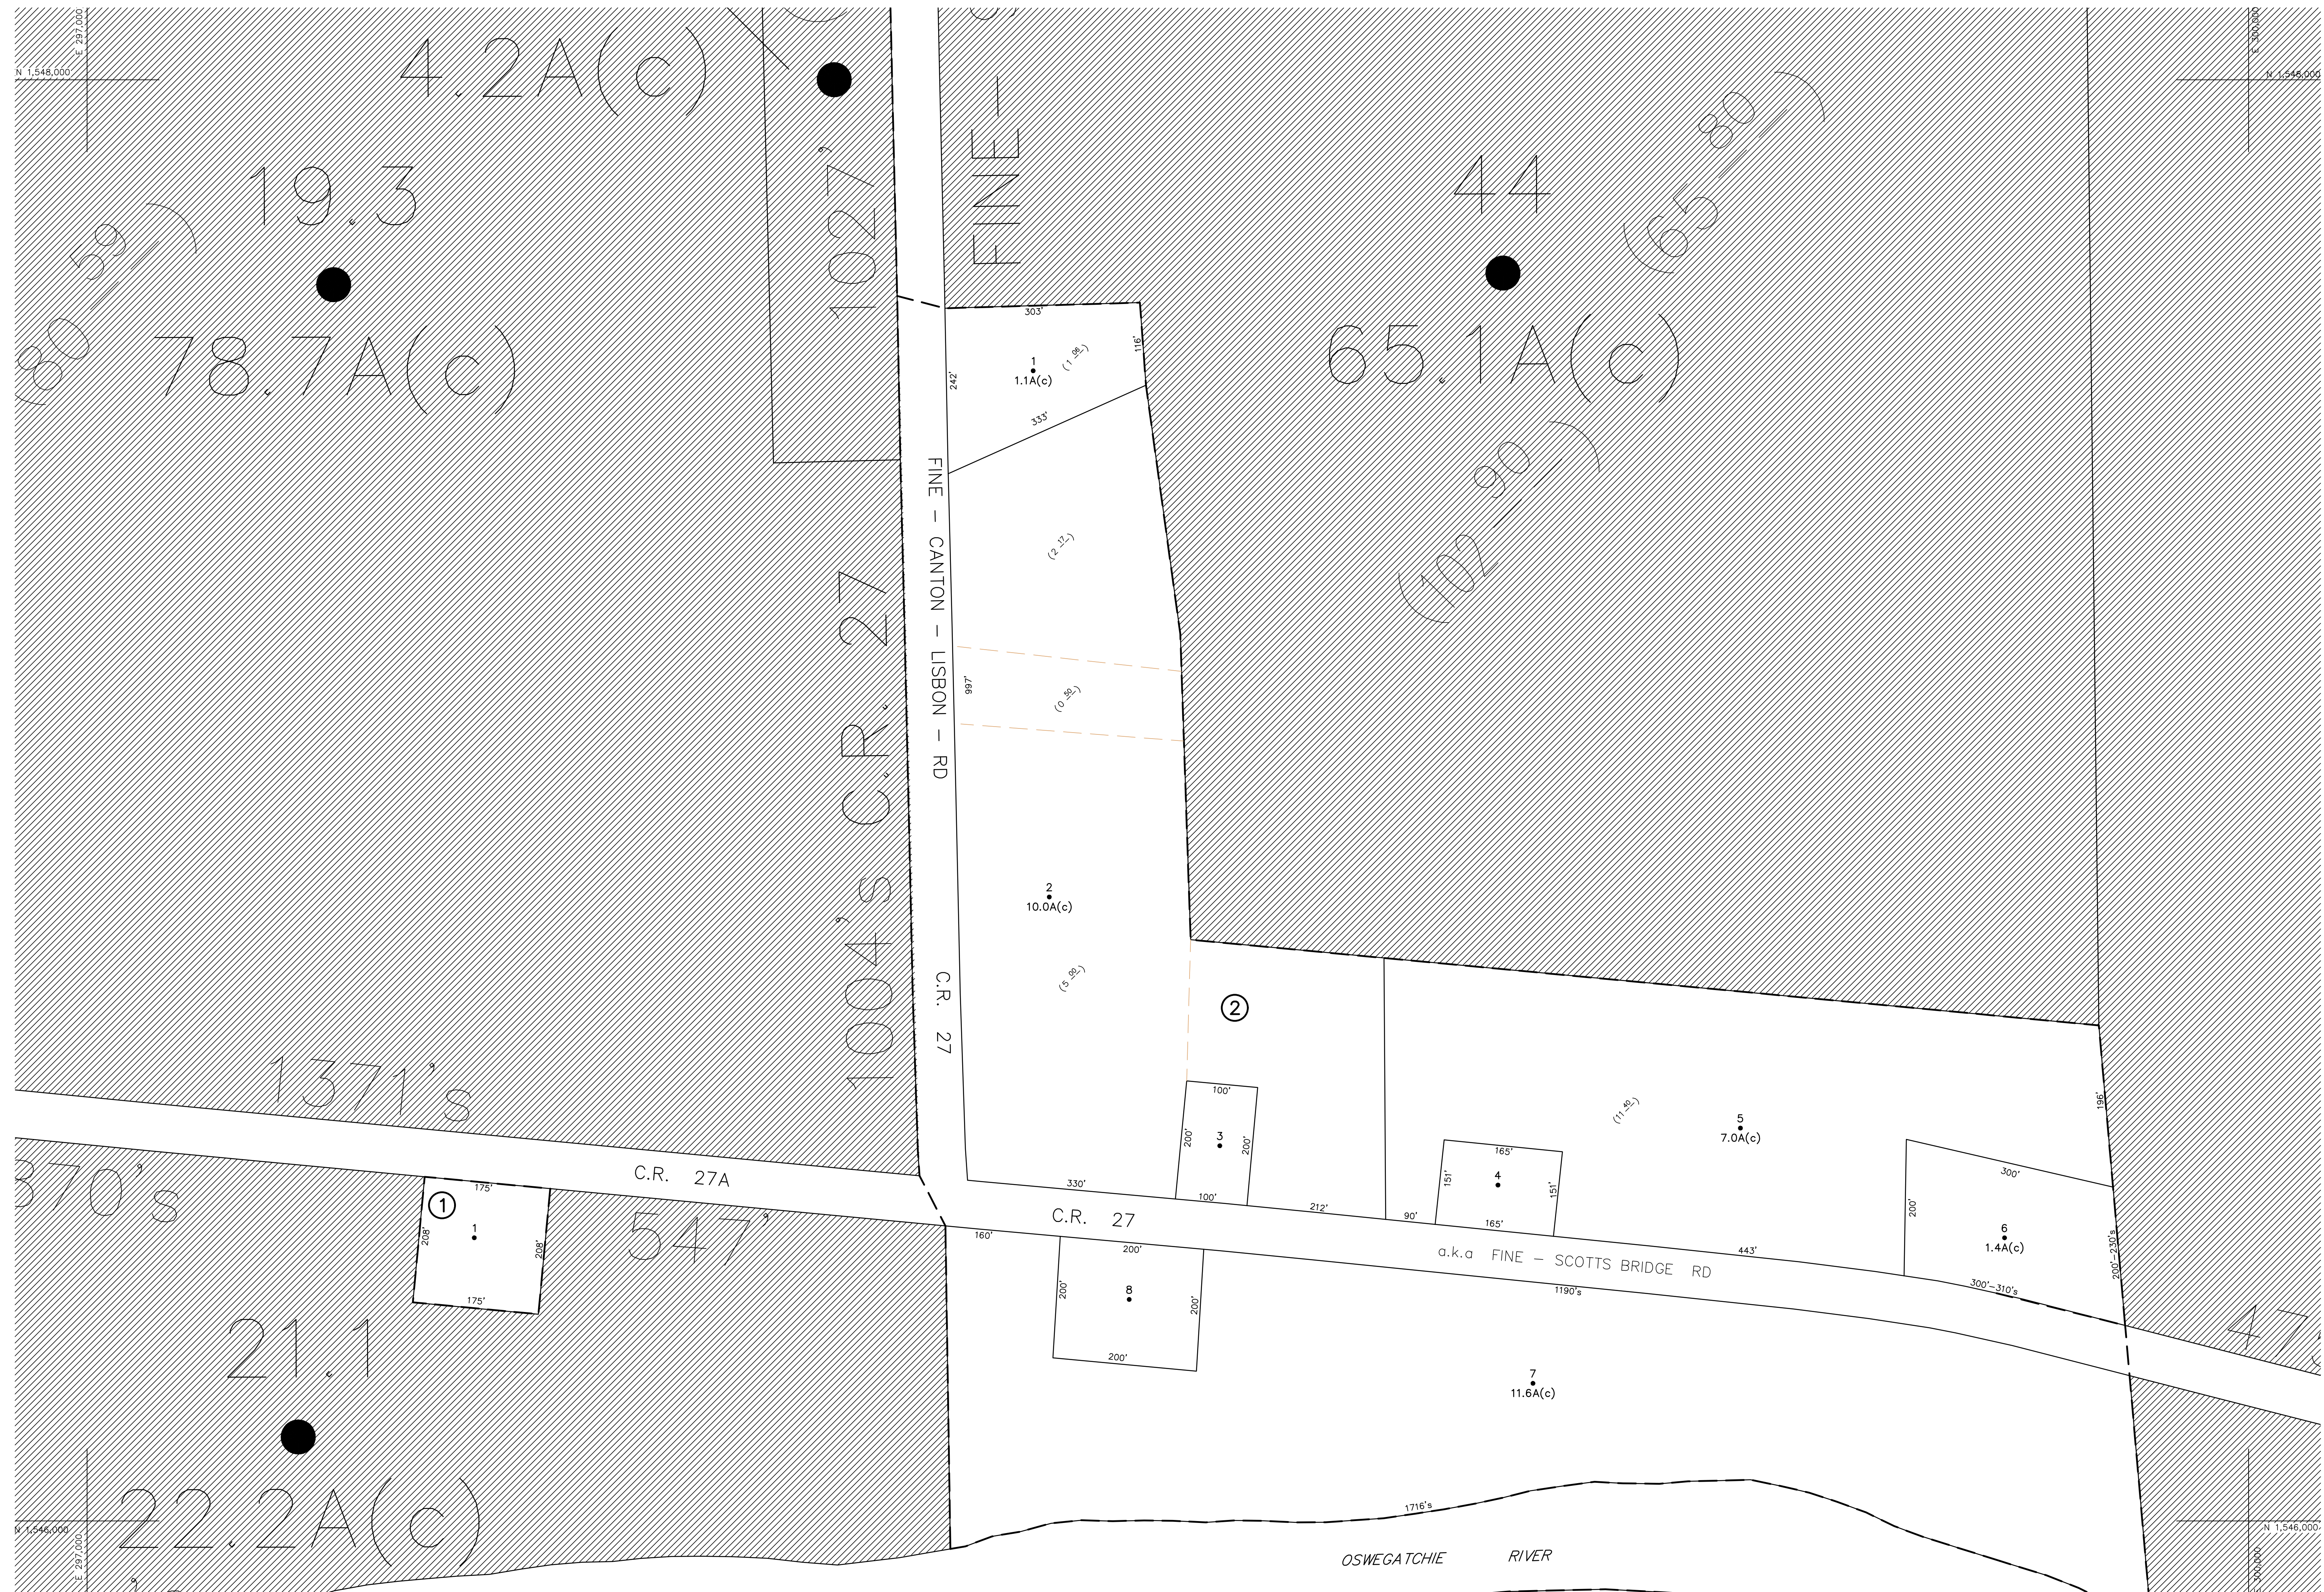 E 297,000
N 1,548,000
4.2A(c)
19.3
78.7A(c)
1027'
FINE —
44
65.1A(c)
(65.80)
(102.90)
E 300,000
N 1,548,000
303'
116'
1
1.1A(c)
(1.06)
242'
333'
FINE – CANTON – LISBON – RD
(2.17)
997'
(0.50)
1004's C.R. 27
2
10.0A(c)
(5.00)
C.R. 27
2
1371's
C.R. 27A
175'
1
1
208'
208'
175'
547'
21.1
22.2A(c)
100'
200'
3
200'
100'
330'
212'
90'
165'
151'
4
151'
165'
(11.40)
5
7.0A(c)
196'
300'
200'
6
1.4A(c)
200'-230's
300'-310's
443'
C.R. 27
a.k.a FINE – SCOTTS BRIDGE RD
1190's
160'
200'
200'
8
200'
200'
7
11.6A(c)
1716's
OSWEGATCHIE RIVER
N 1,546,000
E 297,000
N 1,546,000
E 300,000